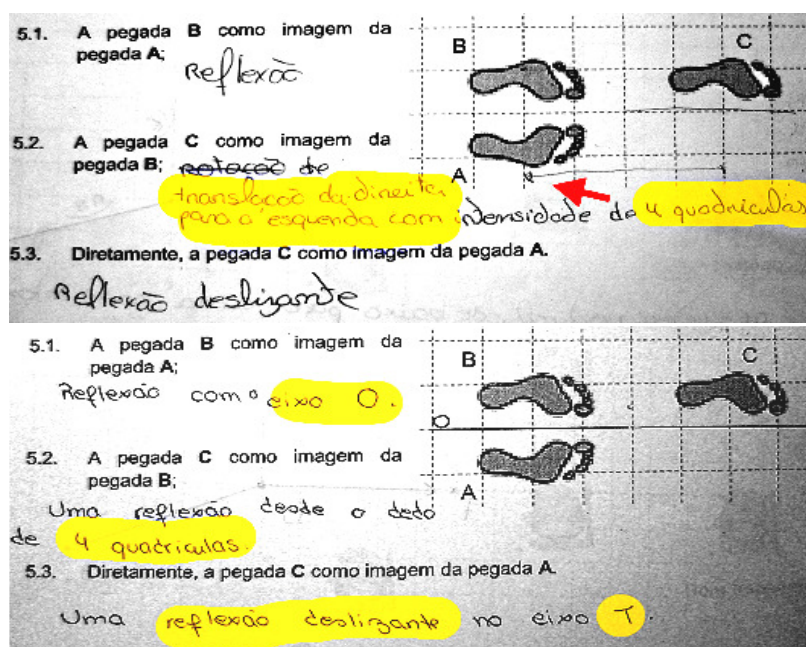 5.1. A pegada B como imagem da
pegada A;
Reflexão
B
C
5.2. A pegada C como imagem da
pegada B; rotação de
A
translação da direita
para a esquenda com intensidade de 4 quadriculas
5.3. Diretamente, a pegada C como imagem da pegada A.
Reflexão deslizante
5.1. A pegada B como imagem da
pegada A;
Reflexão com o eixo O.
B
C
O
5.2. A pegada C como imagem da
pegada B;
A
Uma reflexão desde o dedo
de 4 quadriculas.
5.3. Diretamente, a pegada C como imagem da pegada A.
Uma reflexão deslizante no eixo T.